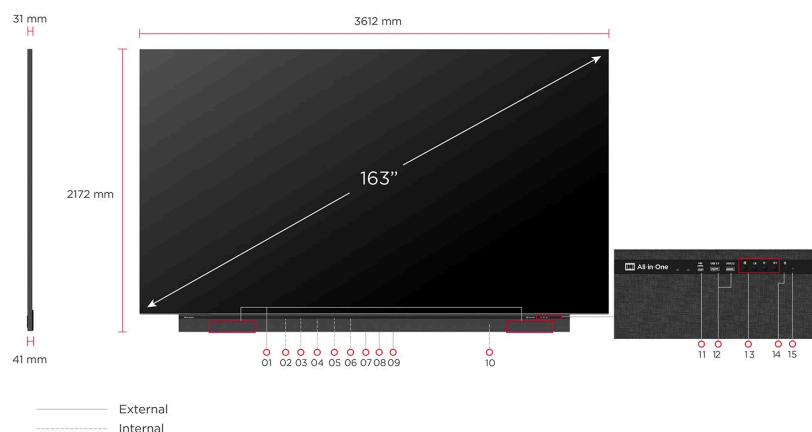 31 mm
3612 mm
163”
2172 mm
All-in-One
41 mm
01 02 03 04 05 06 07 08 09 10
11 12 13 14 15
External
Internal